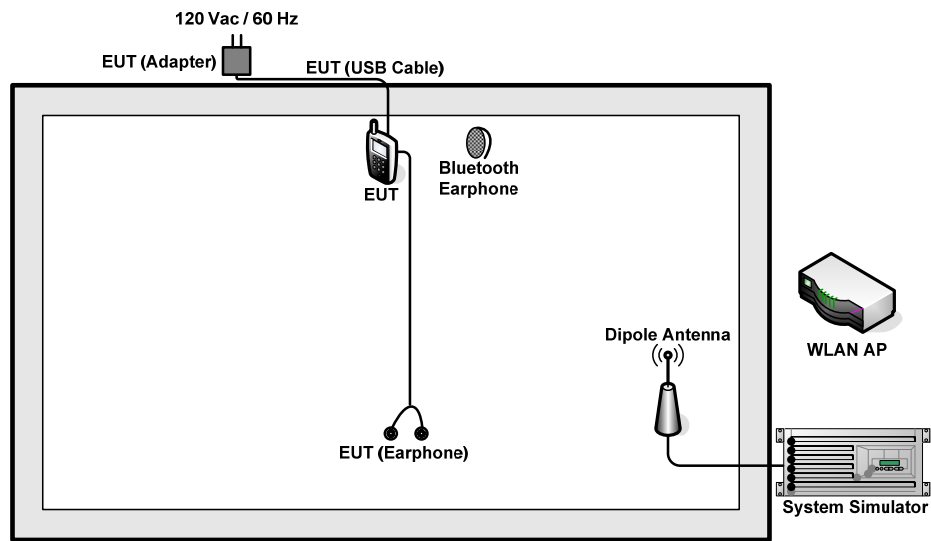 120 Vac / 60 Hz
EUT (Adapter)
EUT (USB Cable)
EUT
Bluetooth
Earphone
Dipole Antenna
WLAN AP
EUT (Earphone)
System Simulator